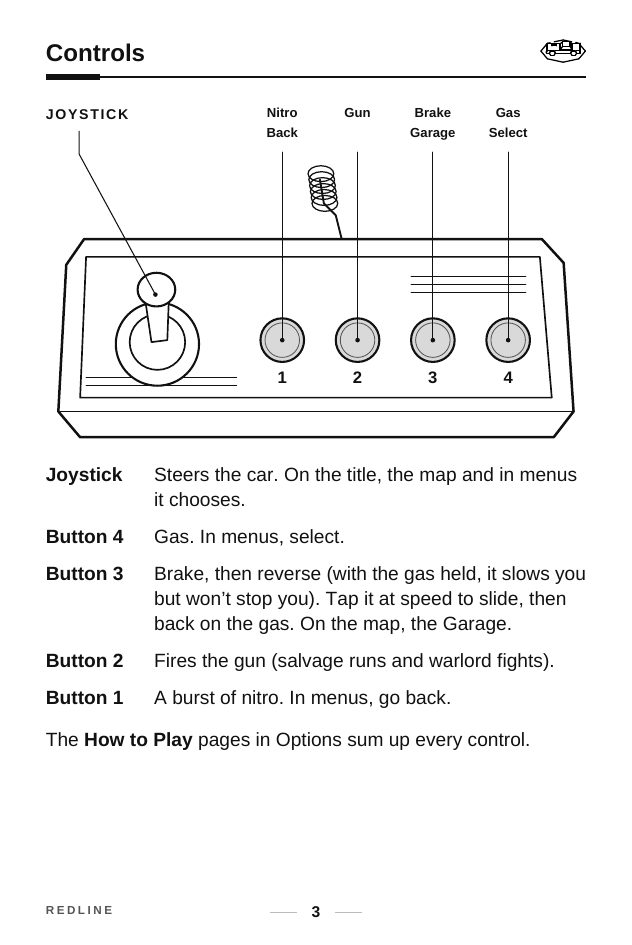 Controls
JOYSTICK
Nitro
Back
Gun
Brake
Garage
Gas
Select
1
2
3
4
Joystick Steers the car. On the title, the map and in menus
it chooses.
Button 4 Gas. In menus, select.
Button 3 Brake, then reverse (with the gas held, it slows you
but won’t stop you). Tap it at speed to slide, then
back on the gas. On the map, the Garage.
Button 2 Fires the gun (salvage runs and warlord fights).
Button 1 A burst of nitro. In menus, go back.
The How to Play pages in Options sum up every control.
REDLINE
3